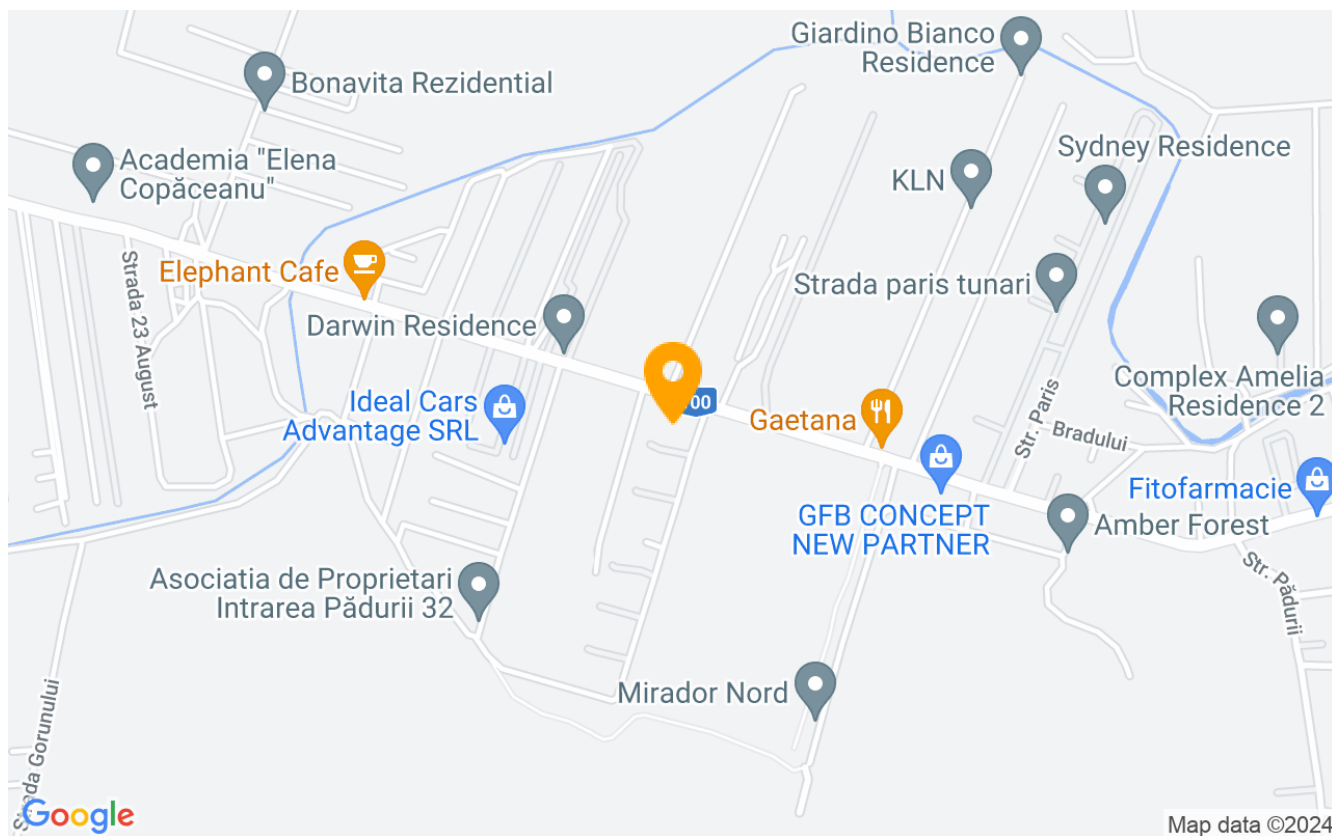 Giardino Bianco
Residence
Bonavita Rezidential
Sydney Residence
Academia "Elena
Copăceanu"
KLN
Elephant Cafe
Strada 23 August
Strada paris tunari
Darwin Residence
Complex Amelia
Residence 2
Ideal Cars
Advantage SRL
00
Gaetana
Str. Paris
Bradului
Fitofarmacie
GFB CONCEPT
NEW PARTNER
Amber Forest
Asociatia de Proprietari
Intrarea Pădurii 32
Str. Pădurii
Mirador Nord
Strada Gorunului
Google
Map data ©2024